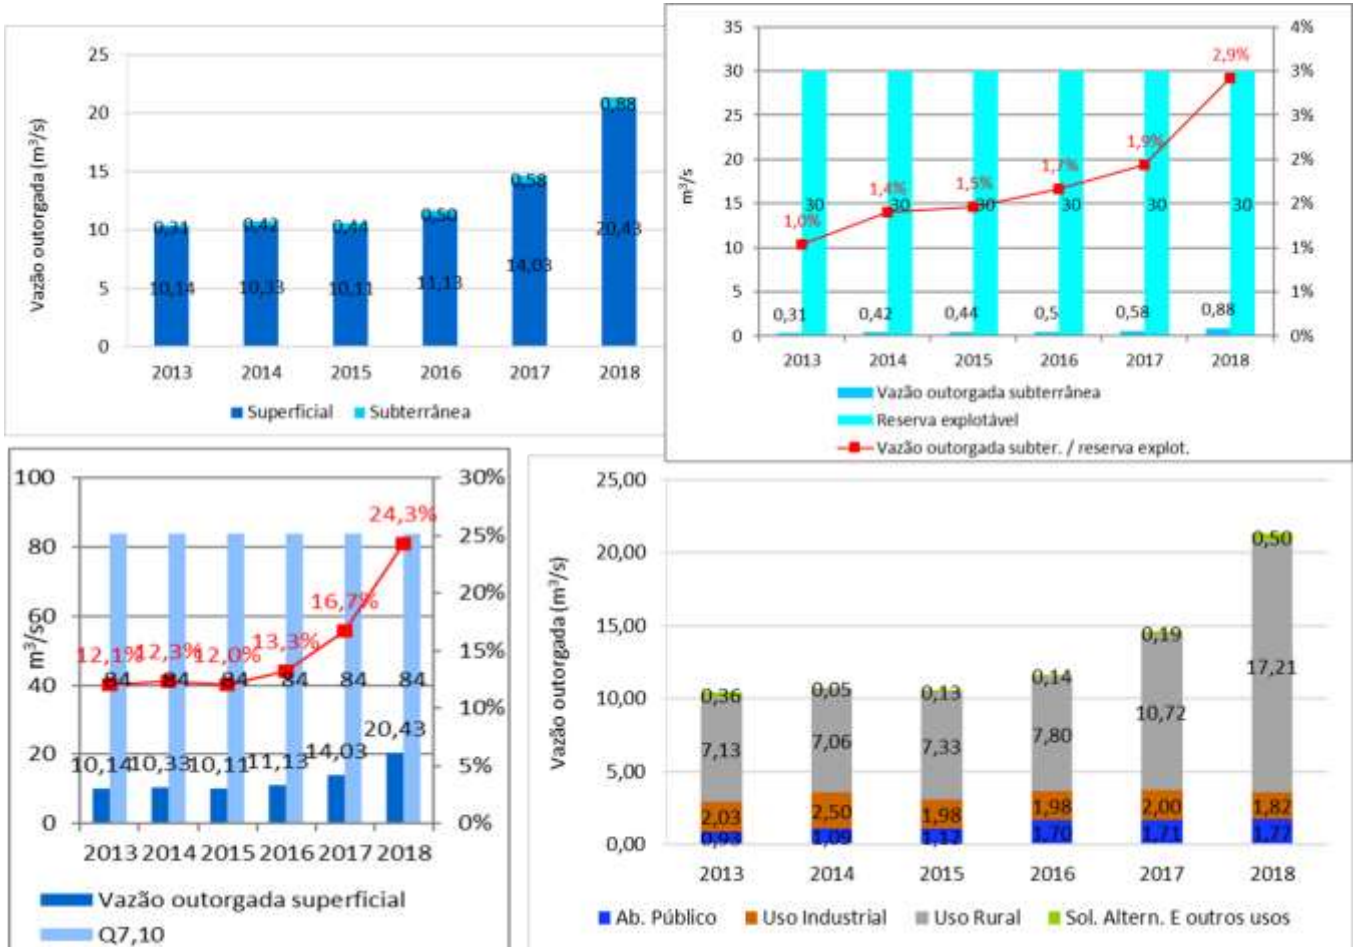 25
20
15
10
5
0
Vazão outorgada (m³/s)
0,31
0,42
0,44
0,50
0,58
0,88
10,14
10,33
10,11
11,13
14,03
20,43
2013 2014 2015 2016 2017 2018
Superficial Subterrânea
35
30
25
20
15
10
5
0
m³/s
4%
3%
3%
2%
2%
1%
1%
0%
1,0%
1,4%
1,5%
1,7%
1,9%
2,9%
30 30 30 30 30 30
0,31 0,42 0,44 0,5 0,58 0,88
2013 2014 2015 2016 2017 2018
Vazão outorgada subterrânea
Reserva explotável
Vazão outorgada subter. / reserva explot.
100
80
60
40
20
0
m³/s
30%
25%
20%
15%
10%
5%
0%
12,1% 12,3% 12,0% 13,3% 16,7% 24,3%
84 84 84 84 84 84
10,14 10,33 10,11 11,13 14,03 20,43
2013 2014 2015 2016 2017 2018
Vazão outorgada superficial
Q7,10
25,00
20,00
15,00
10,00
5,00
0,00
Vazão outorgada (m³/s)
0,36 0,05 0,13 0,14 0,19 0,50
7,13 7,06 7,33 7,80 10,72 17,21
2,03 2,50 1,98 1,98 2,00 1,82
0,93 1,09 1,12 1,70 1,71 1,77
2013 2014 2015 2016 2017 2018
Ab. Público Uso Industrial Uso Rural Sol. Altern. E outros usos